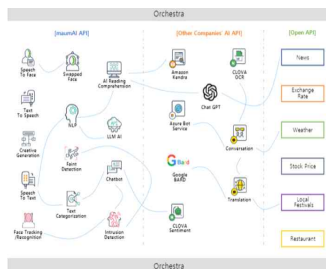 Orchestra
[maumAI API]
[Other Companies' AI API]
[Open API]
Speech
To Face
Swapped
Face
AI Reading
Comprehension
Amazon
Kendra
CLOVA
OCR
News
Text
To Speech
Chat GPT
Exchange
Rate
NLP
LLM AI
Azure Bot
Service
Conversation
Weather
Creative
Generation
Detection
Chatbot
Google
BARD
Stock Price
Speech
To Text
Text
Categorization
Translation
Local
Festivals
Face Tracking
/Recognition
Intrusion
Detection
CLOVA
Sentiment
Restaurant
Orchestra